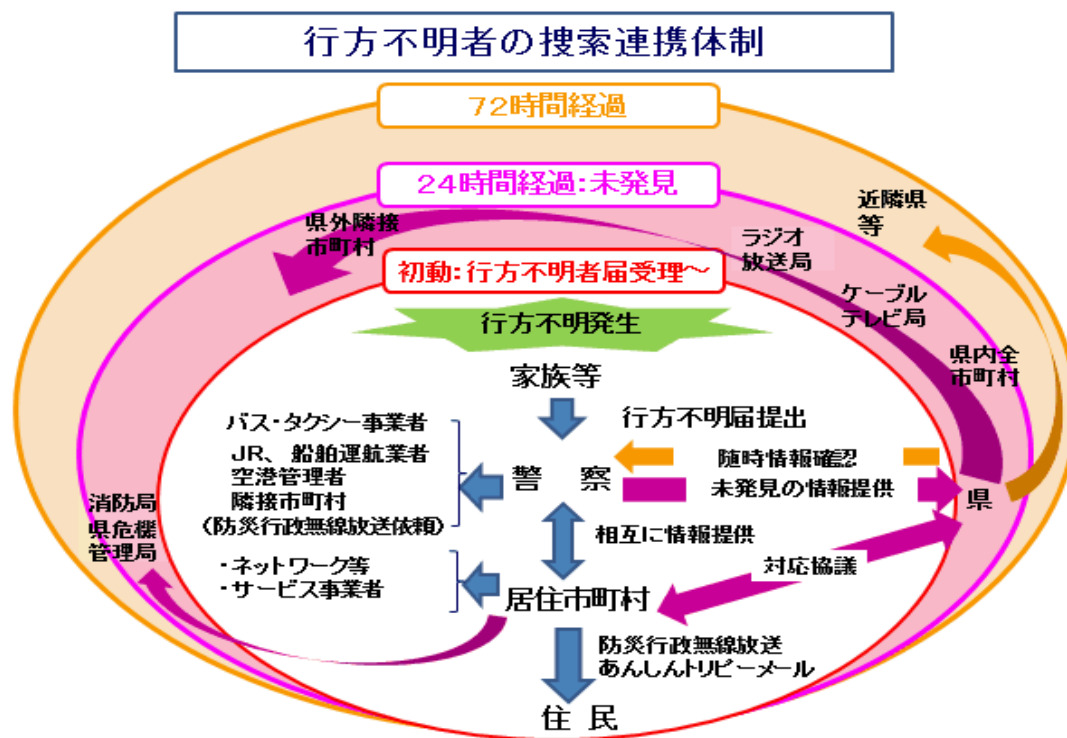 行方不明者の捜索連携体制
72時間経過
24時間経過:未発見
近隣県
等
県外隣接
市町村
ラジオ
放送局
初動:行方不明者届受理～
ケーブル
テレビ局
行方不明発生
県内全
市町村
家族等
バス・タクシー事業者
行方不明届提出
JR、船舶運航業者
空港管理者
隣接市町村
(防災行政無線放送依頼)
警察
随時情報確認
未発見の情報提供
県
消防局
県危機
管理局
相互に情報提供
・ネットワーク等
・サービス事業者
対応協議
居住市町村
防災行政無線放送
あんしんトリピーメール
住民